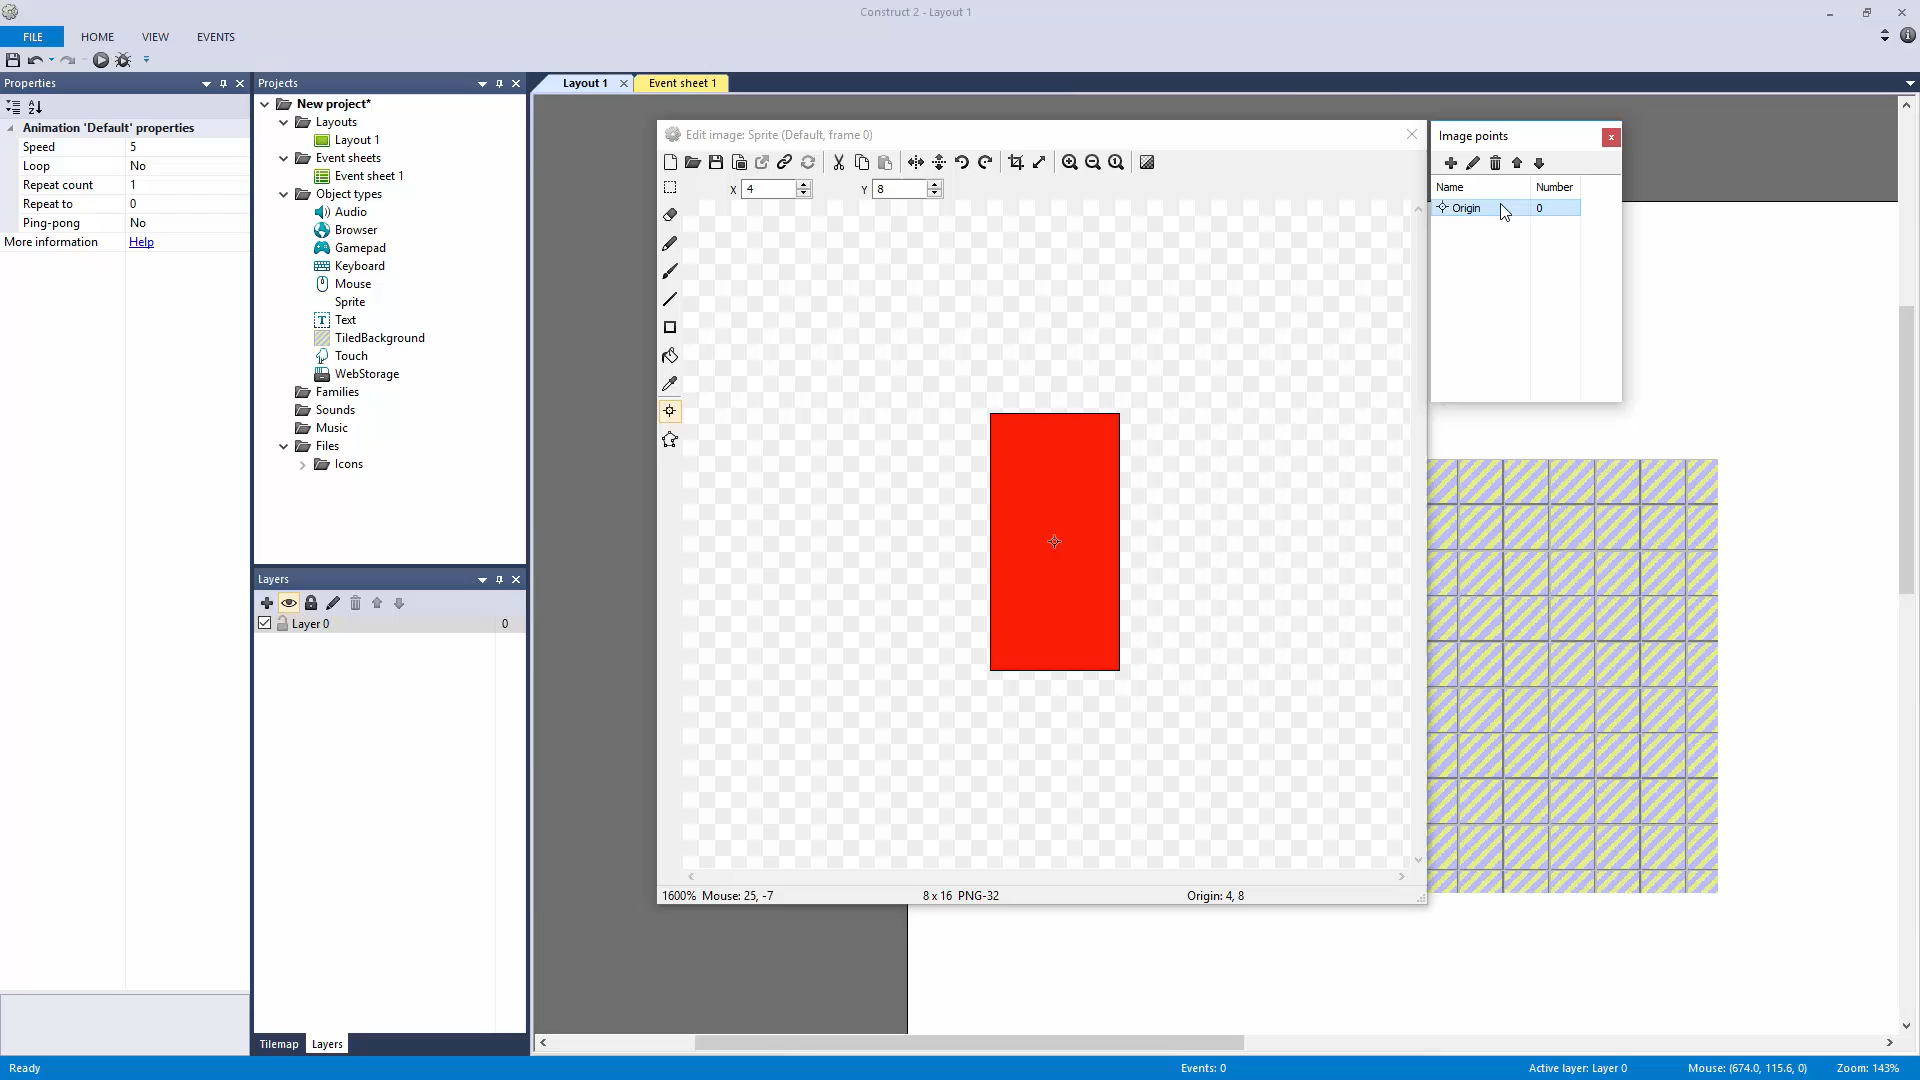 Construct 2 - Layout 1
FILE HOME VIEW EVENTS
Properties
Animation 'Default' properties
Speed 5
Loop No
Repeat count 1
Repeat to 0
Ping-pong No
More information Help
Projects
New project*
Layouts
Layout 1
Event sheets
Event sheet 1
Object types
Audio
Browser
Gamepad
Keyboard
Mouse
Sprite
Text
TiledBackground
Touch
WebStorage
Families
Sounds
Music
Files
Icons
Layers
Layer 0 0
Tilemap Layers
Layout 1 Event sheet 1
Edit image: Sprite (Default, frame 0)
X 4 Y 8
1600% Mouse: 25, -7 8 x 16 PNG-32 Origin: 4, 8
Image points
Name Number
Origin 0
Ready Events: 0 Active layer: Layer 0 Mouse: (674.0, 115.6, 0) Zoom: 143%